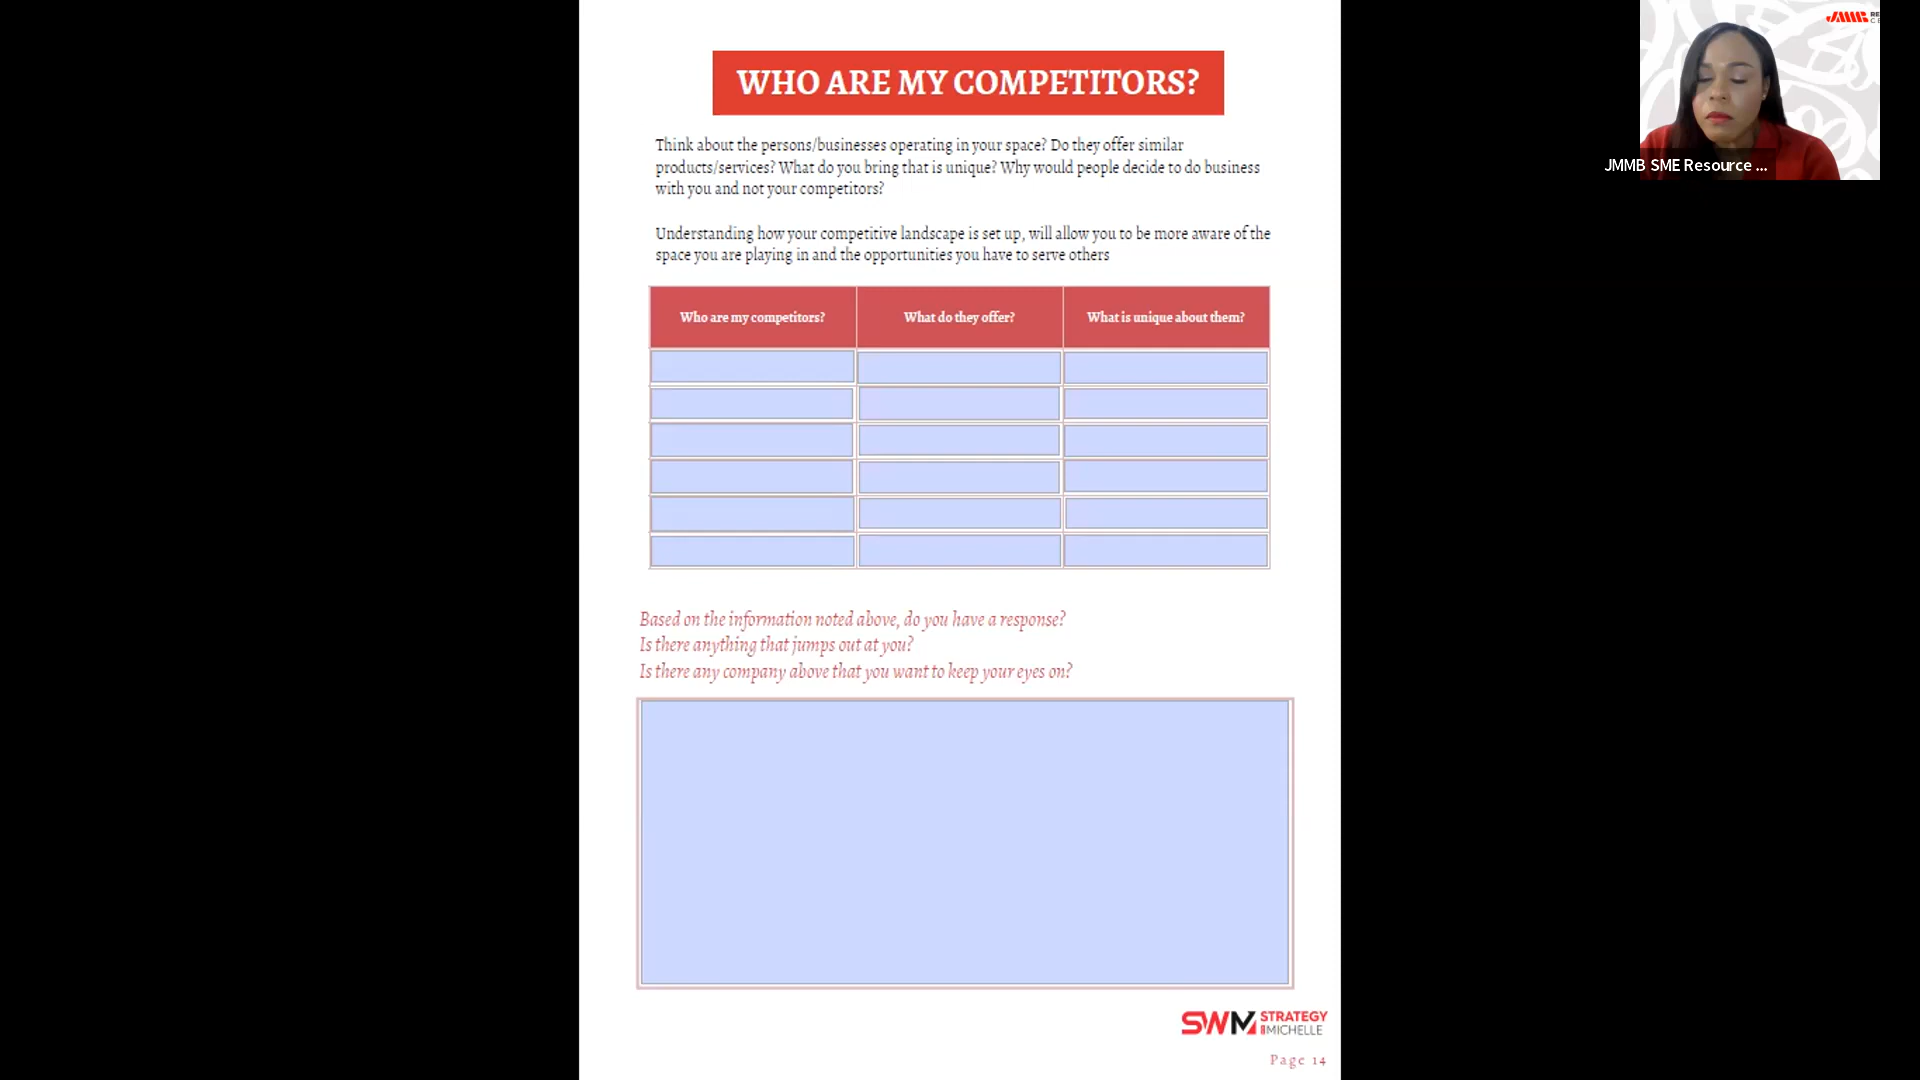 WHO ARE MY COMPETITORS?
Think about the persons/businesses operating in your space? Do they offer similar
products/services? What do you bring that is unique? Why would people decide to do business
with you and not your competitors?
Understanding how your competitive landscape is set up, will allow you to be more aware of the
space you are playing in and the opportunities you have to serve others
Who are my competitors?
What do they offer?
What is unique about them?
Based on the information noted above, do you have a response?
Is there anything that jumps out at you?
Is there any company above that you want to keep your eyes on?
SWM STRATEGY
MICHELLE
Page 14
JMMB
JMMB SME Resource ...